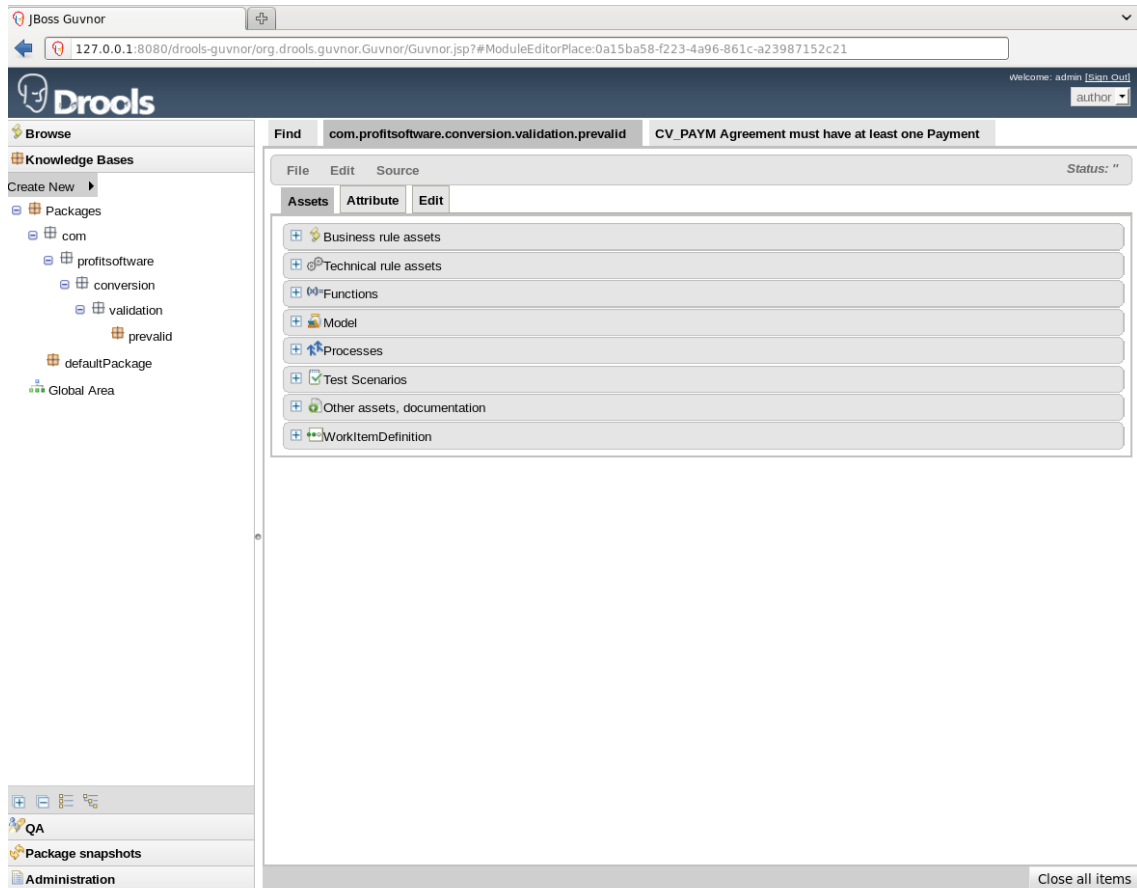 JBoss Guvnor
127.0.0.1:8080/drools-guvnor/org.drools.guvnor.Guvnor/Guvnor.jsp?#ModuleEditorPlace:0a15ba58-f223-4a96-861c-a23987152c21
Welcome: admin [Sign Out]
Drools
author
Browse
Knowledge Bases
Create New
Packages
com
profitsoftware
conversion
validation
prevalid
defaultPackage
Global Area
QA
Package snapshots
Administration
Find com.profitsoftware.conversion.validation.prevalid CV_PAYM Agreement must have at least one Payment
File Edit Source Status: ''
Assets Attribute Edit
Business rule assets
Technical rule assets
Functions
Model
Processes
Test Scenarios
Other assets, documentation
WorkItemDefinition
Close all items